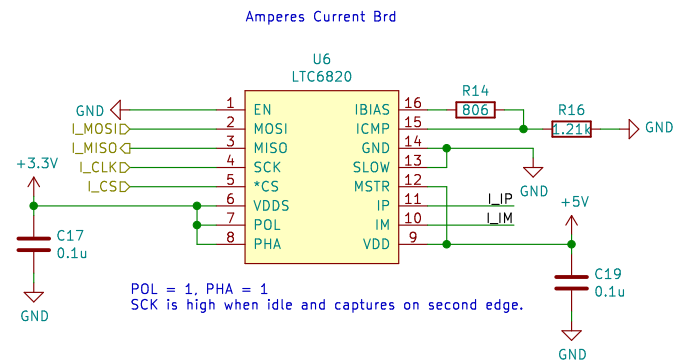 Amperes Current Brd
U6
LTC6820
GND
1 EN
IBIAS 16
R14
806
R16
1.21k
GND
I_MOSI
2 MOSI
ICMP 15
I_MISO
3 MISO
GND 14
I_CLK
4 SCK
SLOW 13
GND
I_CS
5 *CS
MSTR 12
+3.3V
6 VDDS
IP 11
I_IP
+5V
7 POL
IM 10
I_IM
8 PHA
VDD 9
C17
0.1u
GND
C19
0.1u
GND
POL = 1, PHA = 1
SCK is high when idle and captures on second edge.